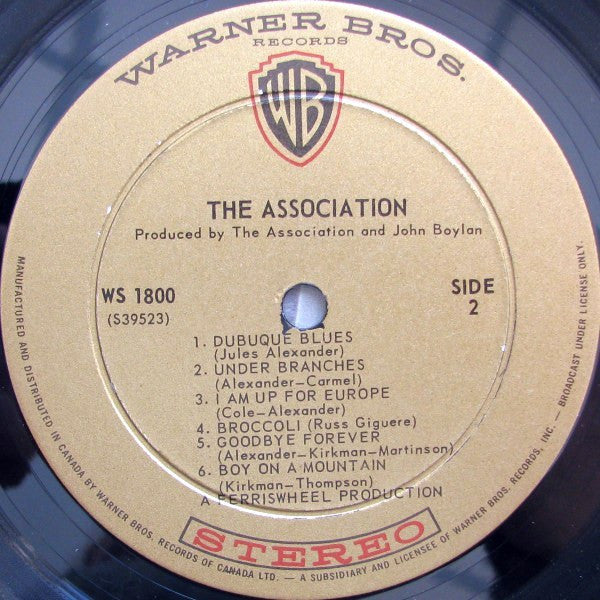 WARNER BROS.
RECORDS
WB
THE ASSOCIATION
Produced by The Association and John Boylan
WS 1800
(S39523)
SIDE
2
1. DUBUQUE BLUES
(Jules Alexander)
2. UNDER BRANCHES
(Alexander—Carmel)
3. I AM UP FOR EUROPE
(Cole—Alexander)
4. BROCCOLI (Russ Giguere)
5. GOODBYE FOREVER
(Alexander—Kirkman—Martinson)
6. BOY ON A MOUNTAIN
(Kirkman—Thompson)
A FERRISWHEEL PRODUCTION
STEREO
MANUFACTURED AND DISTRIBUTED IN CANADA BY WARNER BROS. RECORDS OF CANADA LTD. — A SUBSIDIARY AND LICENSEE OF WARNER BROS. RECORDS, INC. — BROADCAST UNDER LICENSE ONLY.